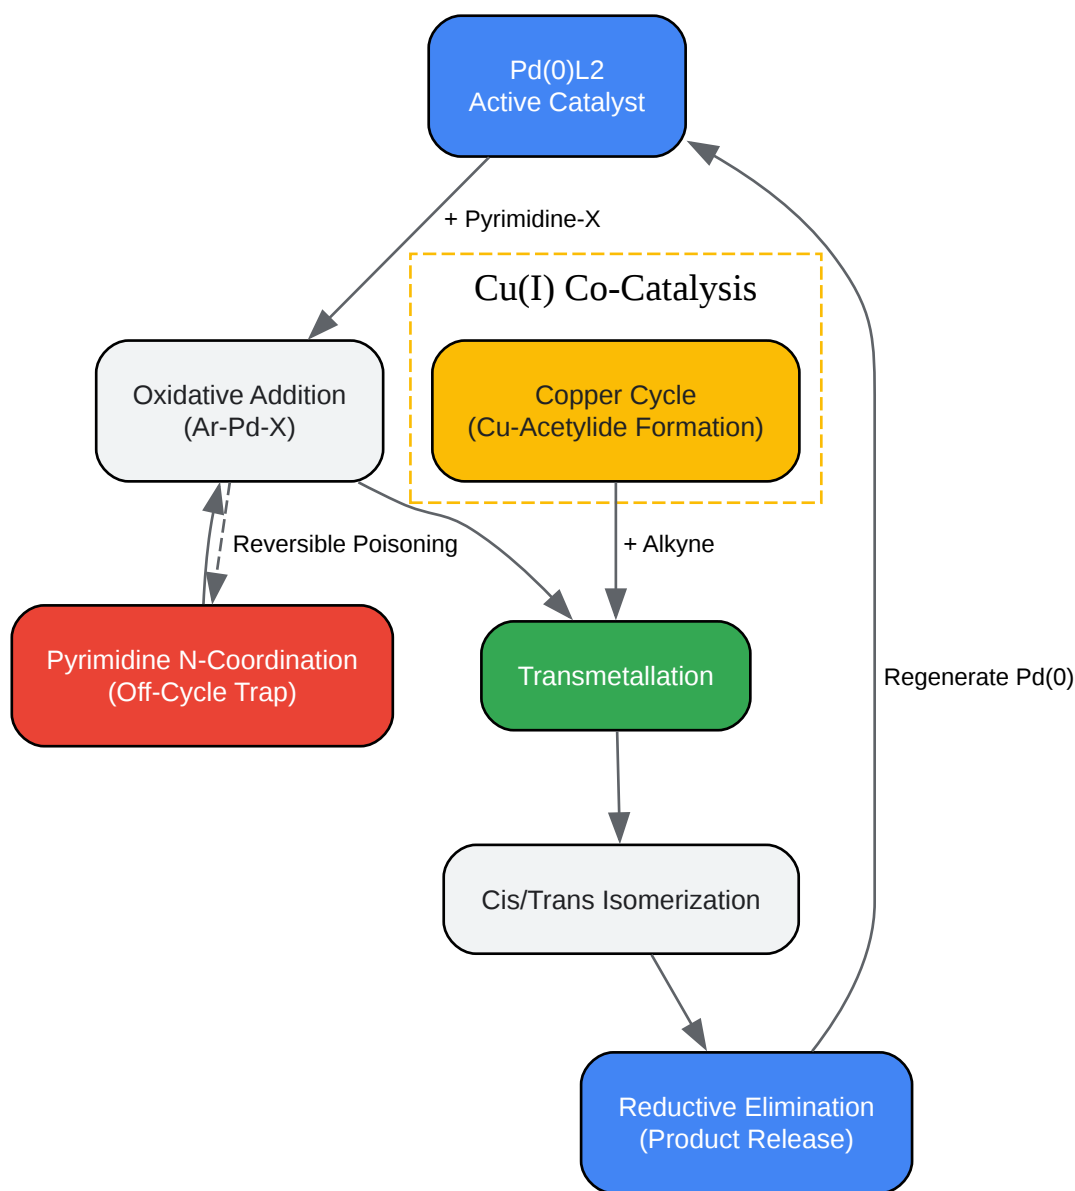 Pd(0)L2
Active Catalyst
+ Pyrimidine-X
Cu(I) Co-Catalysis
Oxidative Addition
(Ar-Pd-X)
Copper Cycle
(Cu-Acetylide Formation)
Reversible Poisoning
+ Alkyne
Pyrimidine N-Coordination
(Off-Cycle Trap)
Transmetallation
Regenerate Pd(0)
Cis/Trans Isomerization
Reductive Elimination
(Product Release)